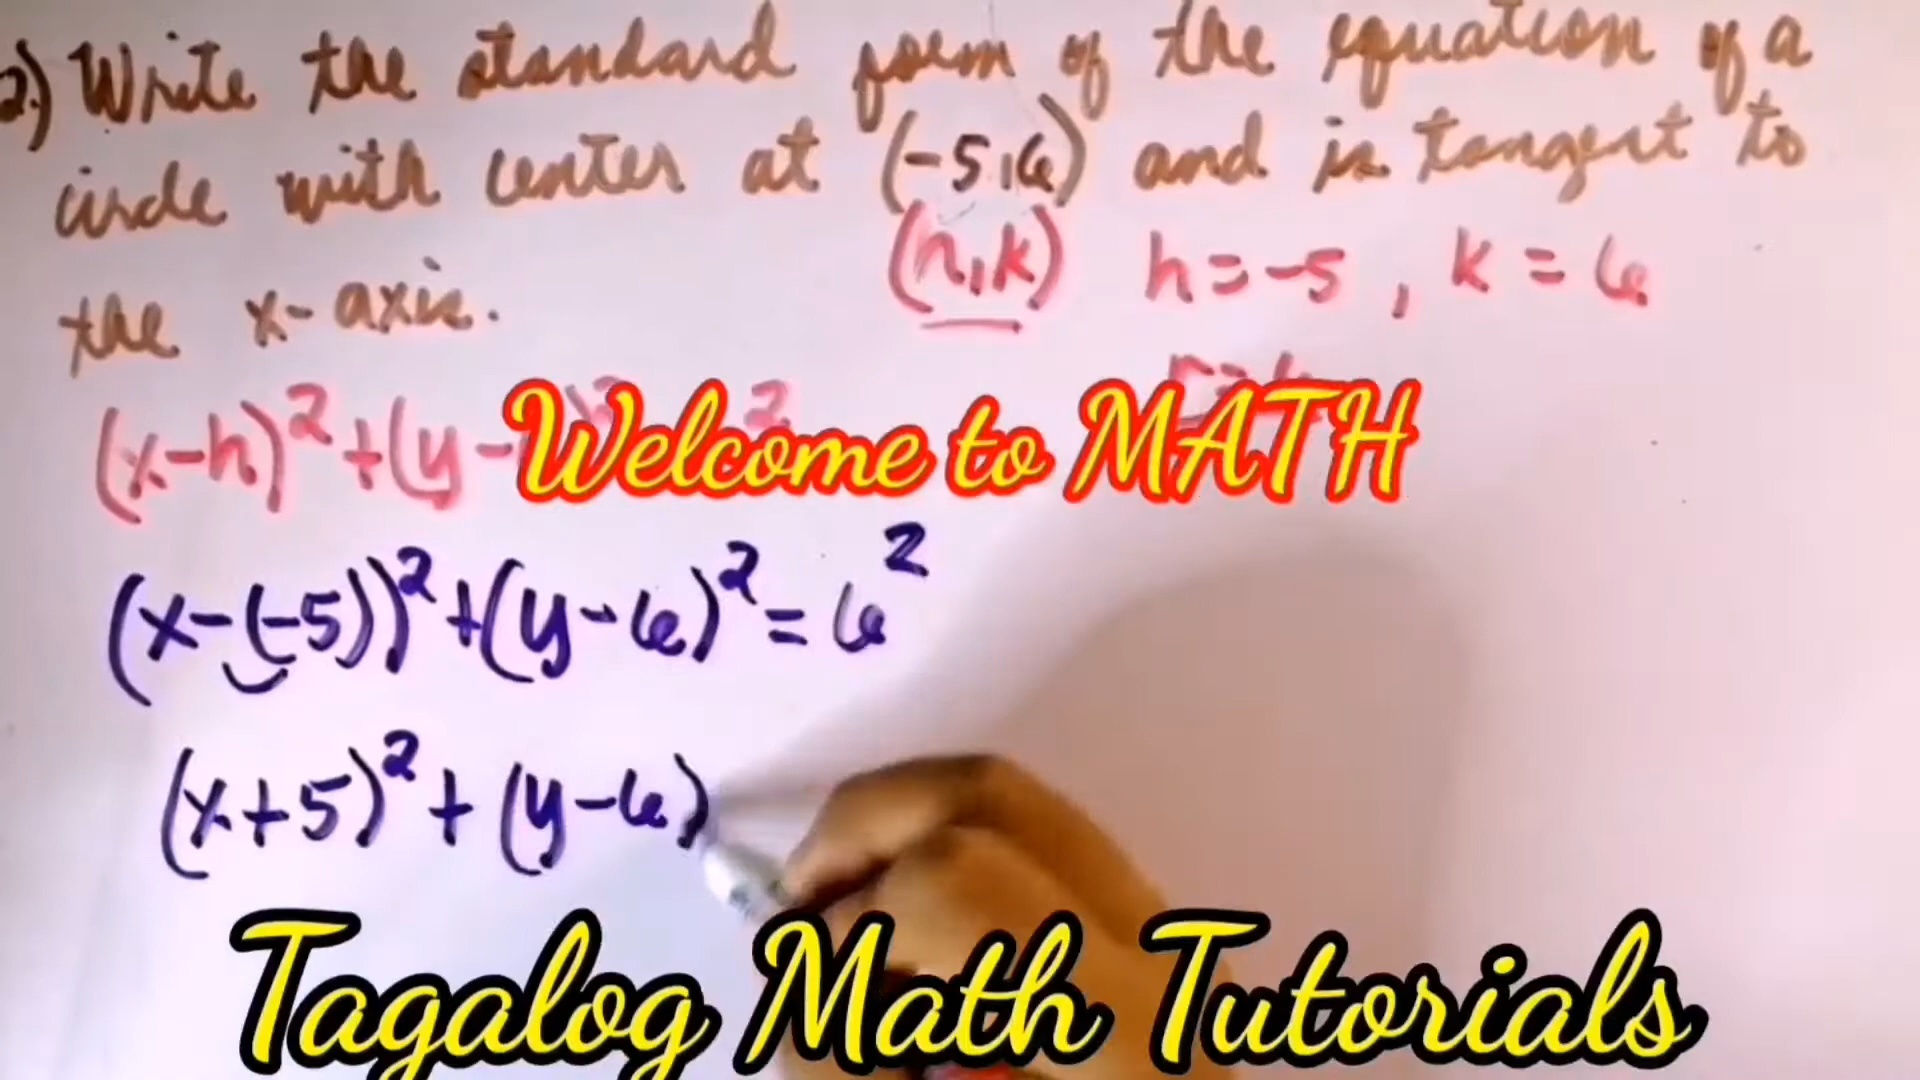 2.) Write the standard form of the equation of a
circle with center at (-5,6) and is tangent to
the x-axis.
(h,k) h=-5, k=6
(x-h)²+(y-
Welcome to MATH
(x-(-5))²+(y-6)²=6²
(x+5)²+(y-6)
Tagalog Math Tutorials